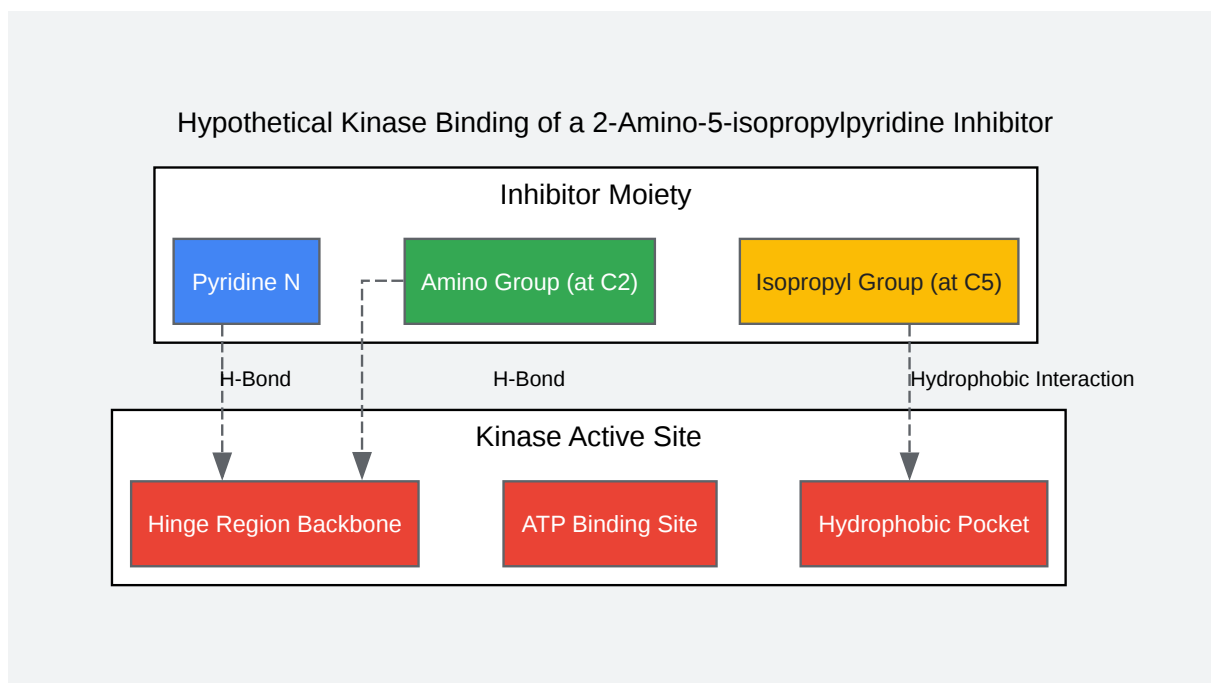 Hypothetical Kinase Binding of a 2-Amino-5-isopropylpyridine Inhibitor
Inhibitor Moiety
Pyridine N
Amino Group (at C2)
Isopropyl Group (at C5)
H-Bond
H-Bond
Hydrophobic Interaction
Kinase Active Site
Hinge Region Backbone
ATP Binding Site
Hydrophobic Pocket